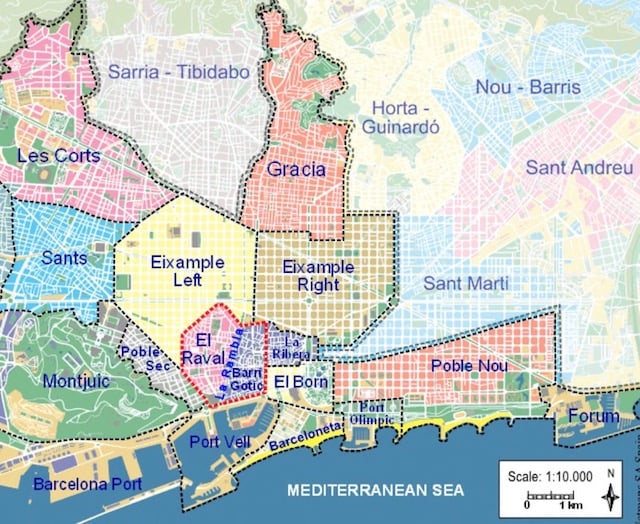 Sarria - Tibidabo
Nou - Barris
Horta -
Guinardó
Les Corts
Gracia
Sant Andreu
Sants
Eixample
Left
Eixample
Right
Sant Marti
El
Raval
La Rambla
Barri
Gotic
La
Ribera
Poble
Sec
Montjuic
El Born
Poble Nou
Port
Olimpic
Forum
Port Vell
Barceloneta
Barcelona Port
MEDITERRANEAN SEA
Scale: 1:10.000
0 1 km
N